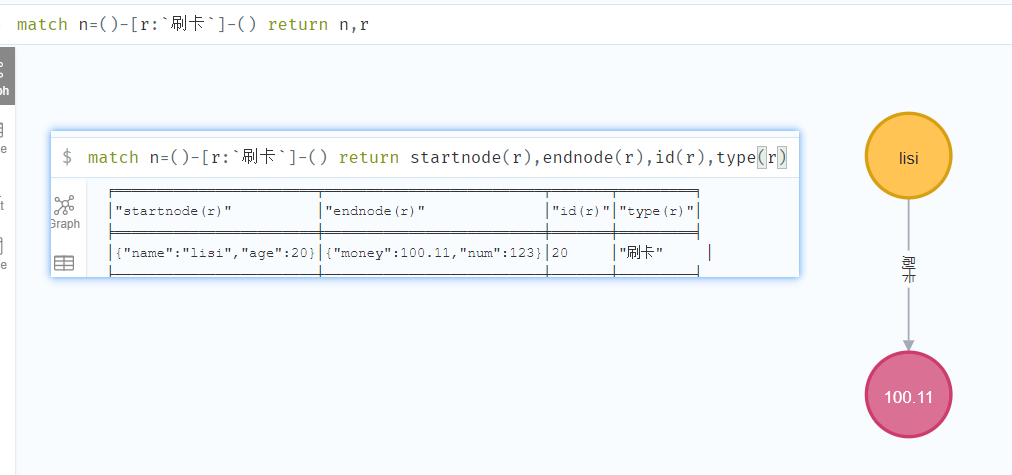 match n=()-[r:`刷卡`]-() return n,r
ph
e
t
e
$ match n=()-[r:`刷卡`]-() return startnode(r),endnode(r),id(r),type(r)
Graph
"startnode(r)" "endnode(r)" "id(r)" "type(r)"
{"name":"lisi","age":20} {"money":100.11,"num":123} 20 "刷卡"
lisi
刷卡
100.11